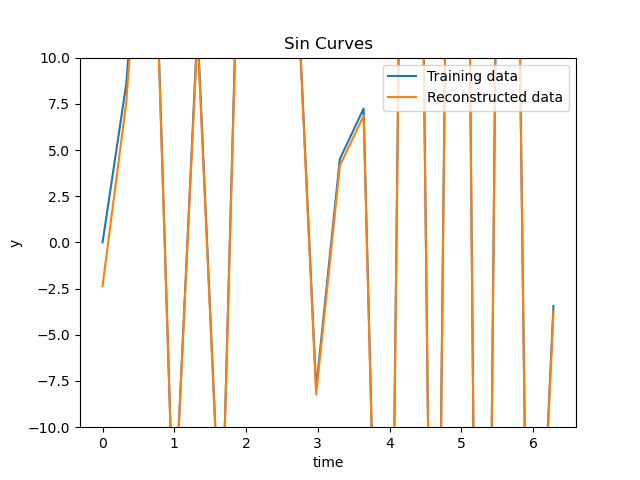 Sin Curves
10.0
7.5
5.0
2.5
0.0
−2.5
−5.0
−7.5
−10.0
y
Training data
Reconstructed data
0 1 2 3 4 5 6
time